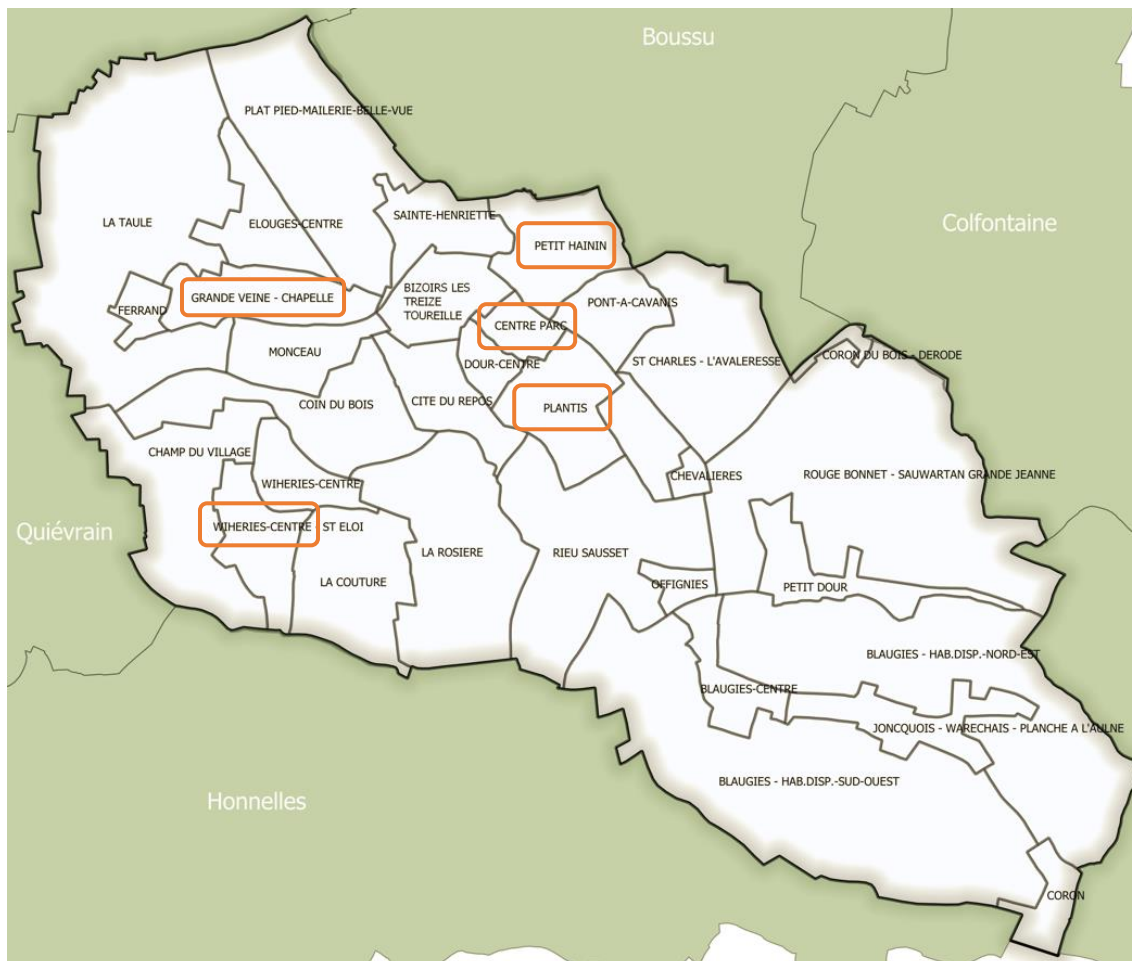 Boussu
PLAT PIED-MAILERIE-BELLE-VUE
LA TAULE
ELOUGES-CENTRE
SAINTE-HENRIETTE
Colfontaine
PETIT HAININ
GRANDE VEINE - CHAPELLE
FERRAND
BIZOIRS LES
TREIZE
TOUREILLE
PONT-A-CAVANIS
CENTRE PARC
MONCEAU
DOUR-CENTRE
ST CHARLES - L'AVALERESSE
CORON DU BOIS - DERODE
COIN DU BOIS
CITE DU REPOS
PLANTIS
CHAMP DU VILLAGE
WIHERIES-CENTRE
CHEVALIERES
ROUGE BONNET - SAUWARTAN GRANDE JEANNE
Quiévrain
WIHERIES-CENTRE - ST ELOI
LA ROSIERE
RIEU SAUSSET
LA COUTURE
OFFIGNIES
PETIT DOUR
BLAUGIES - HAB.DISP.-NORD-EST
BLAUGIES-CENTRE
JONCQUOIS - WARECHAIS - PLANCHE A L'AULNE
BLAUGIES - HAB.DISP.-SUD-OUEST
Honnelles
CORON